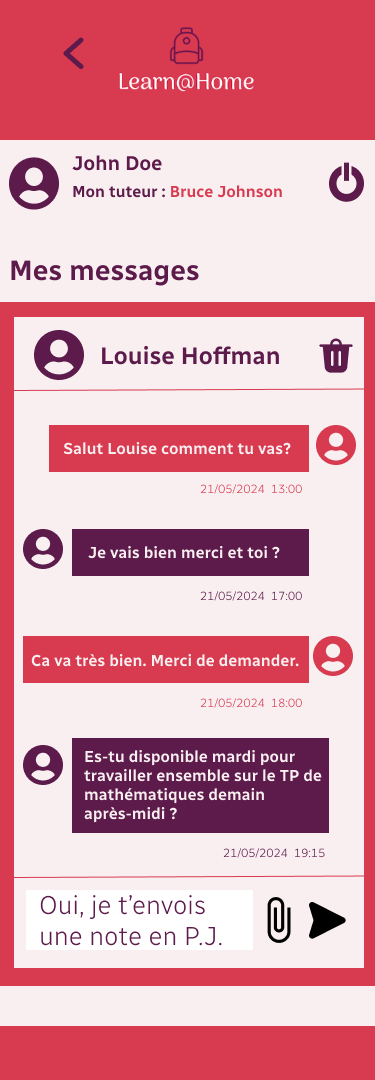 Learn@Home
John Doe
Mon tuteur : Bruce Johnson
Mes messages
Louise Hoffman
Salut Louise comment tu vas?
21/05/2024 13:00
Je vais bien merci et toi ?
21/05/2024 17:00
Ca va très bien. Merci de demander.
21/05/2024 18:00
Es-tu disponible mardi pour
travailler ensemble sur le TP de
mathématiques demain
après-midi ?
21/05/2024 19:15
Oui, je t’envois
une note en P.J.